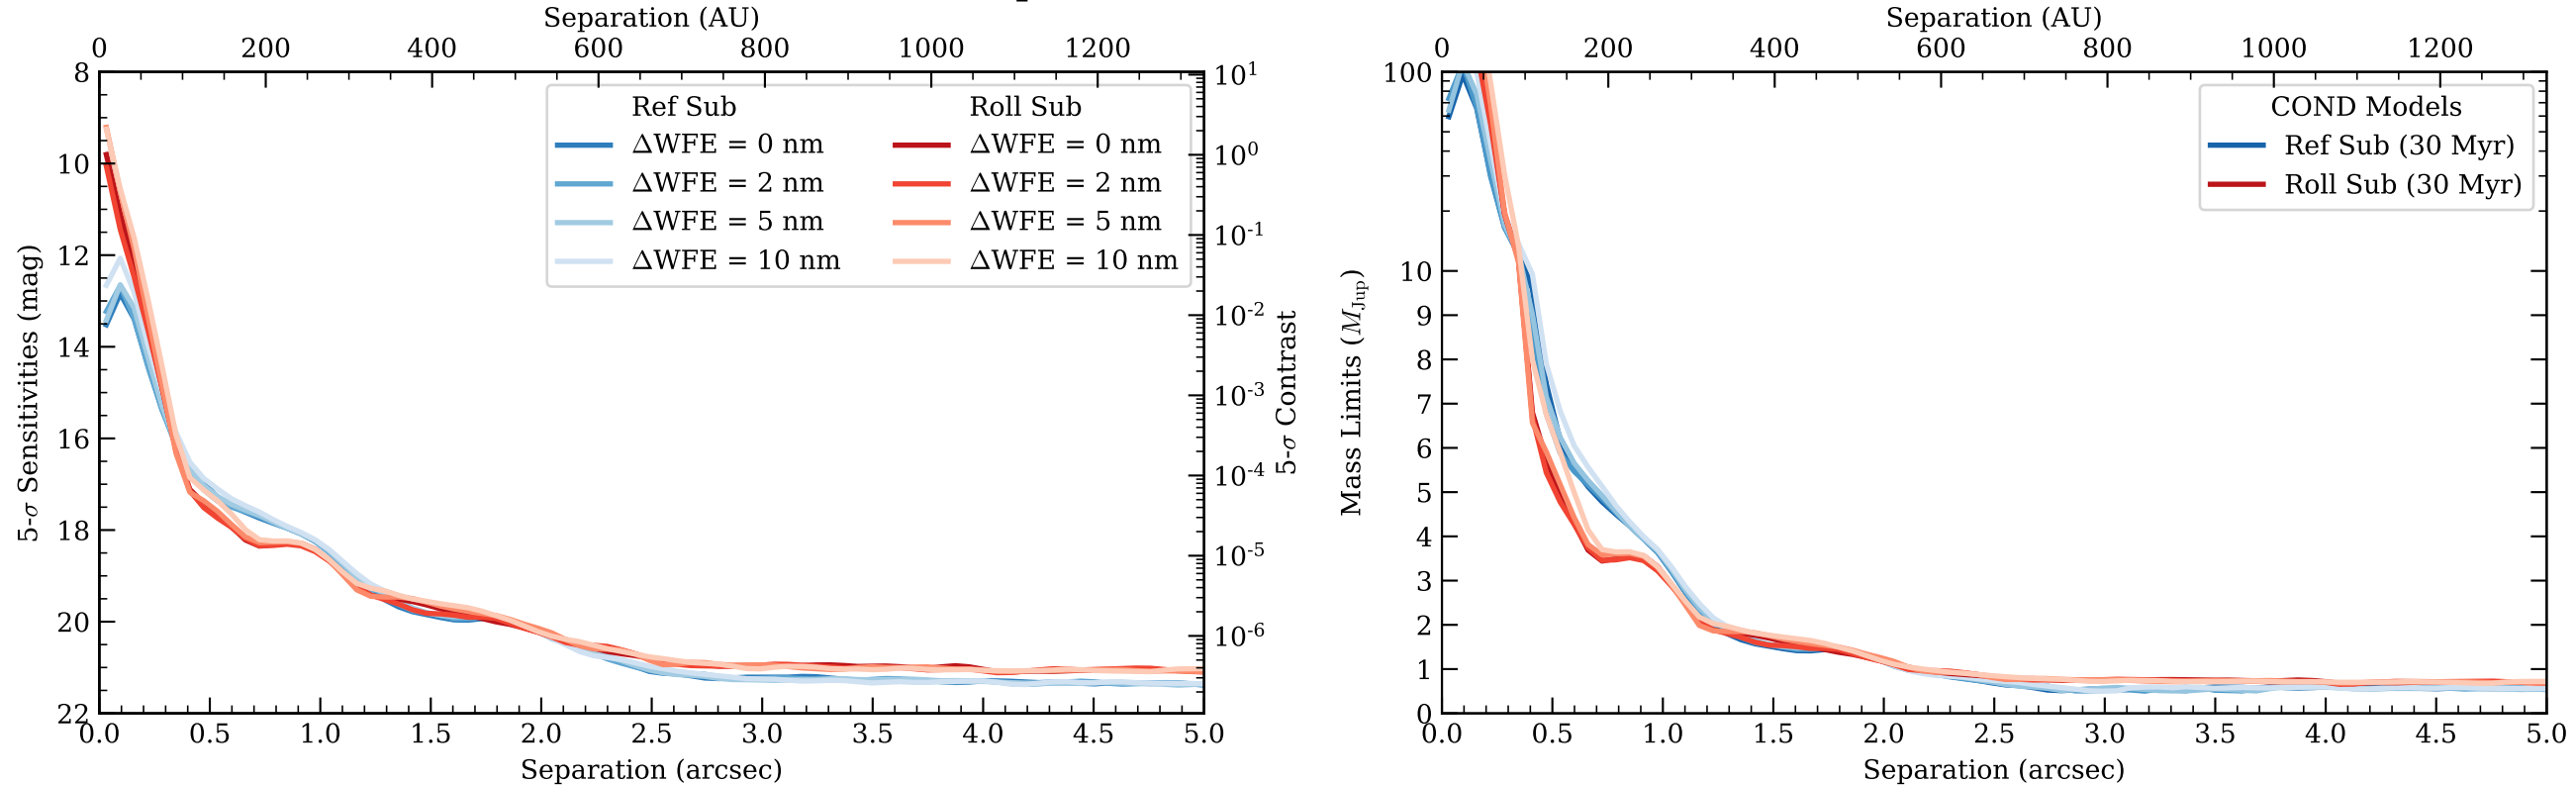 Separation (AU)
0 200 400 600 800 1000 1200
8 10 12 14 16 18 20 22
5-σ Sensitivities (mag)
Ref Sub
ΔWFE = 0 nm
ΔWFE = 2 nm
ΔWFE = 5 nm
ΔWFE = 10 nm
Roll Sub
ΔWFE = 0 nm
ΔWFE = 2 nm
ΔWFE = 5 nm
ΔWFE = 10 nm
10¹ 10⁰ 10⁻¹ 10⁻² 10⁻³ 10⁻⁴ 10⁻⁵ 10⁻⁶
5-σ Contrast
0.0 0.5 1.0 1.5 2.0 2.5 3.0 3.5 4.0 4.5 5.0
Separation (arcsec)
Separation (AU)
0 200 400 600 800 1000 1200
100 10 9 8 7 6 5 4 3 2 1 0
Mass Limits (M_Jup)
COND Models
Ref Sub (30 Myr)
Roll Sub (30 Myr)
0.0 0.5 1.0 1.5 2.0 2.5 3.0 3.5 4.0 4.5 5.0
Separation (arcsec)